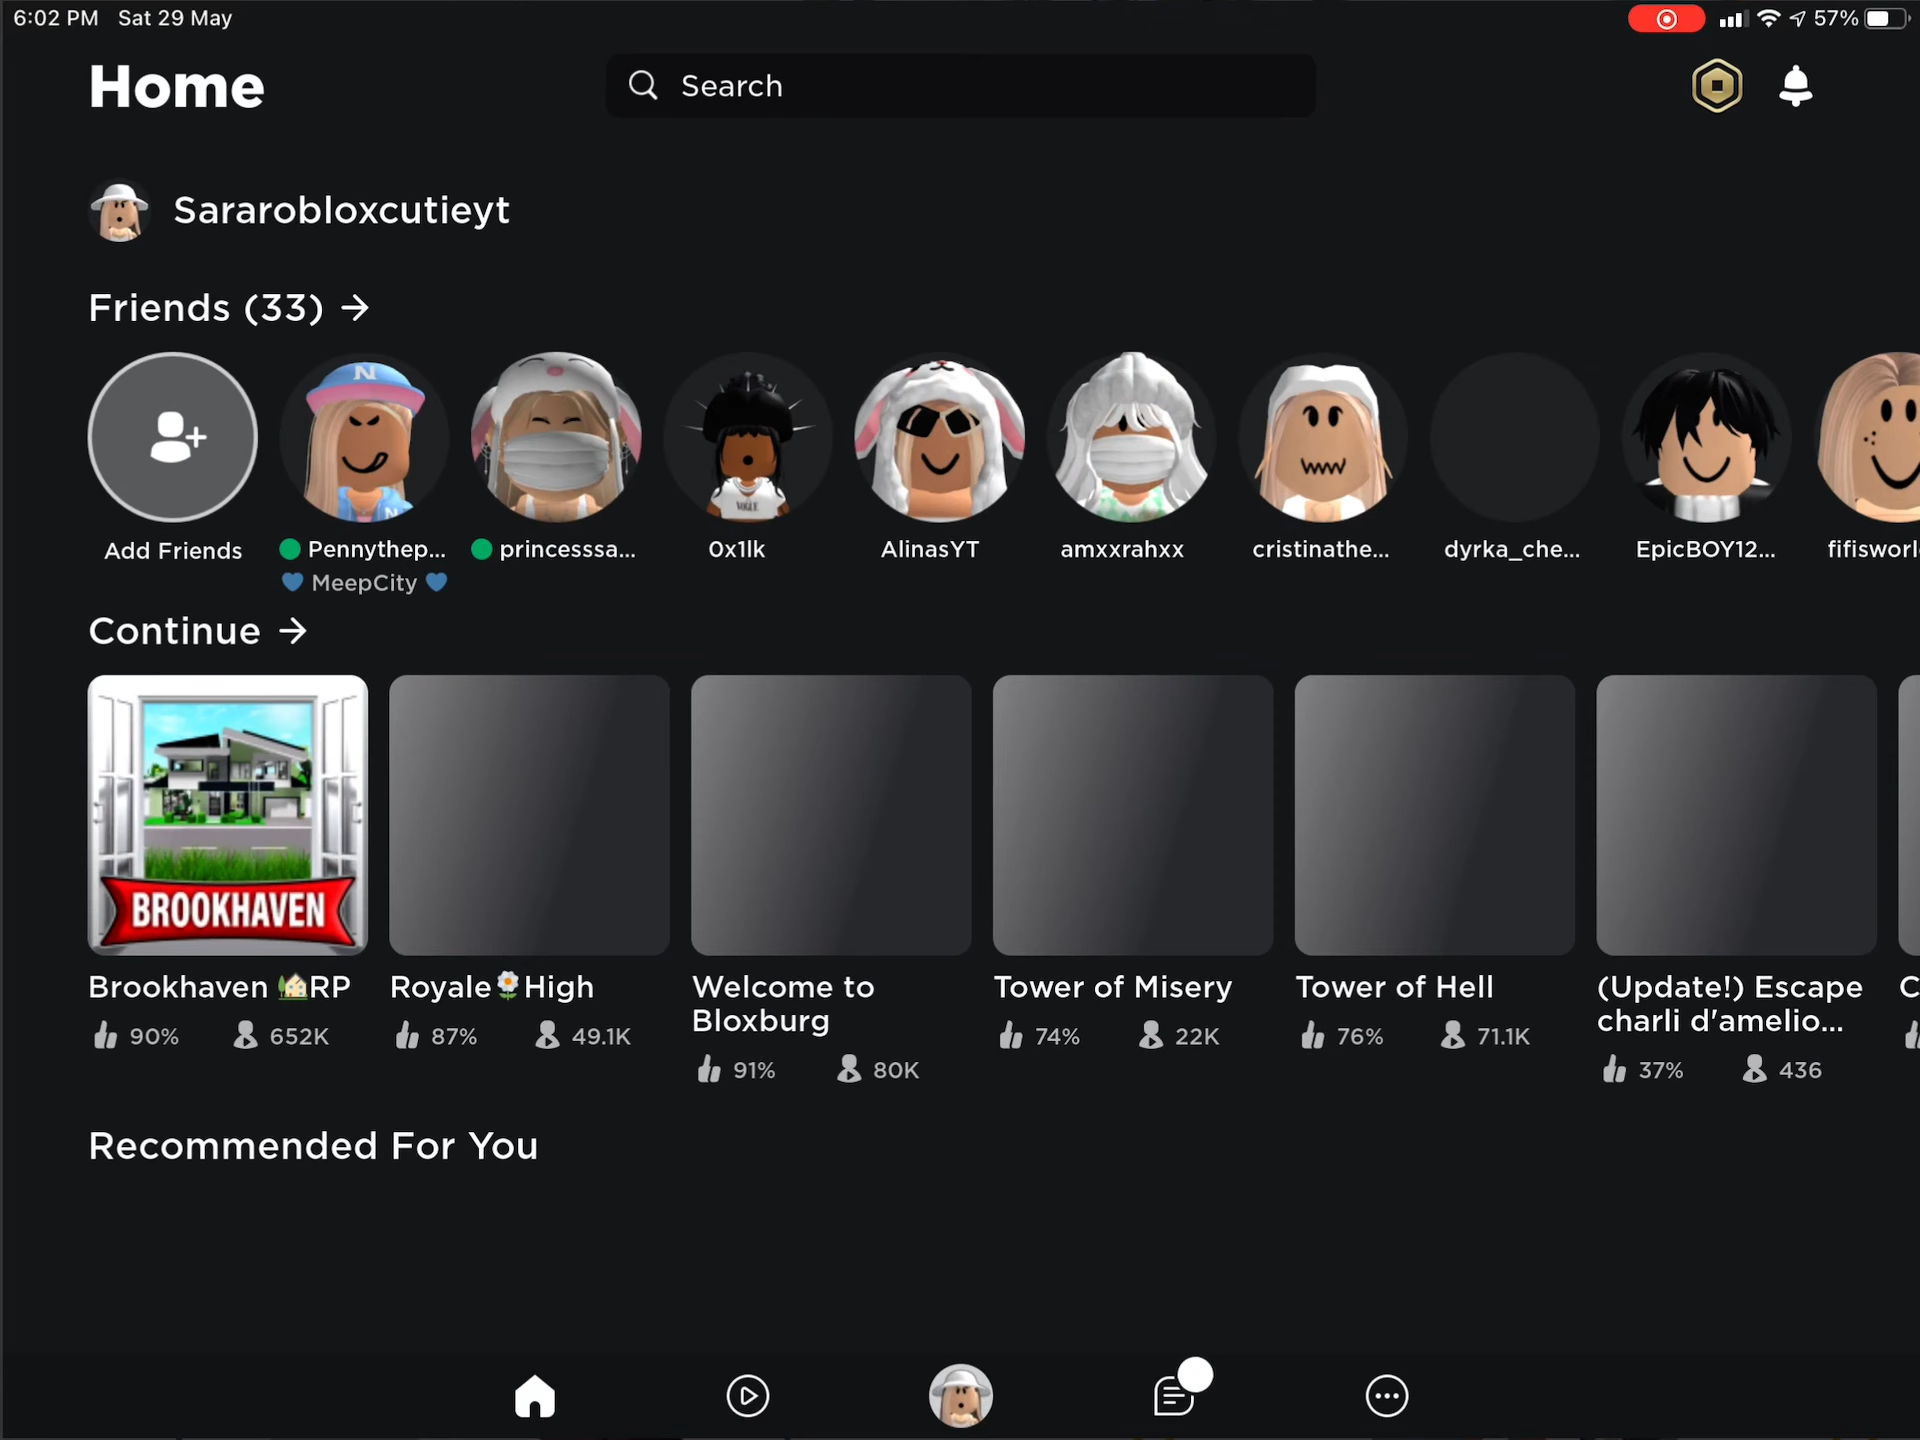 6:02 PM Sat 29 May
57%
Home
Search
Sararobloxcutieyt
Friends (33) →
N
N
VOGUE
Add Friends
Pennythep...
princesssa...
0x1lk
AlinasYT
amxxrahxx
cristinathe...
dyrka_che...
EpicBOY12...
fifisworl
💙 MeepCity 💙
Continue →
BROOKHAVEN
Brookhaven 🏡RP
90% 652K
Royale🌼High
87% 49.1K
Welcome to
Bloxburg
91% 80K
Tower of Misery
74% 22K
Tower of Hell
76% 71.1K
(Update!) Escape
charli d'amelio...
37% 436
C
Recommended For You